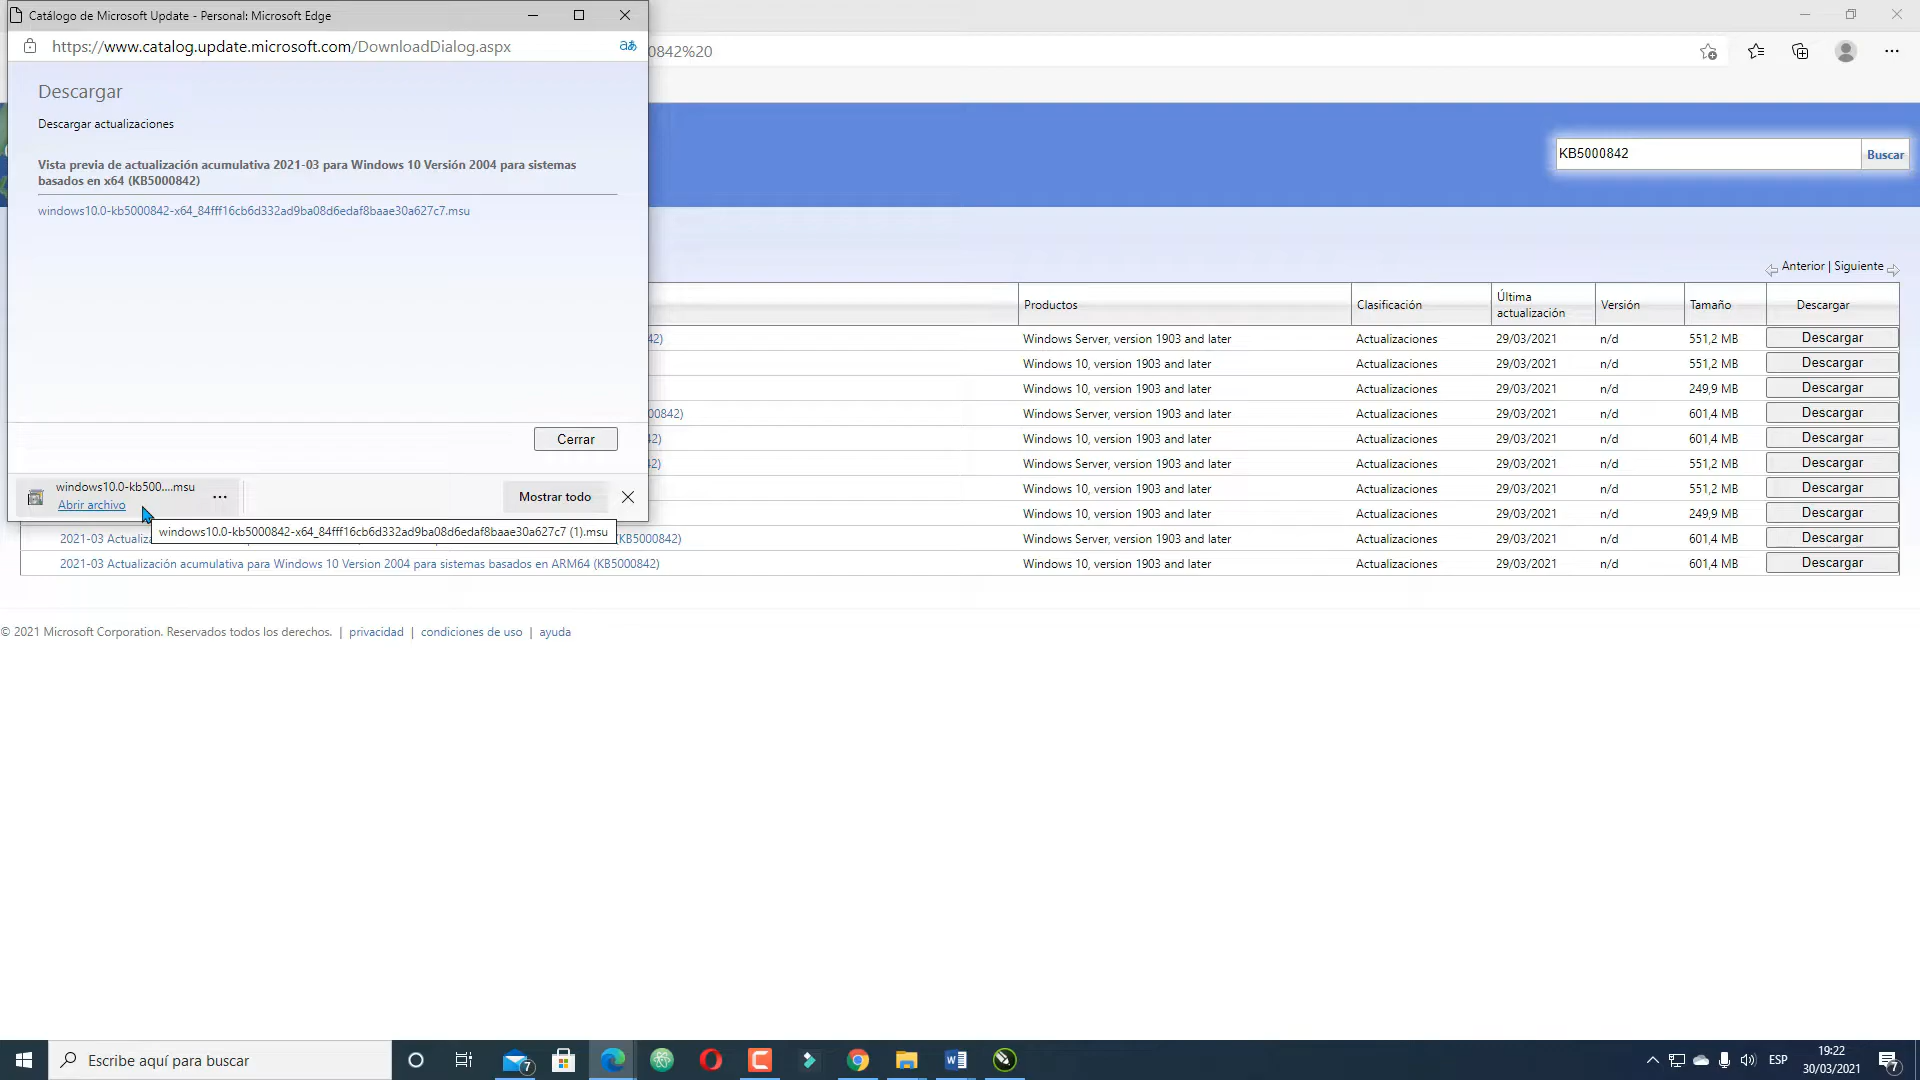 Catálogo de Microsoft Update - Personal: Microsoft Edge
https://www.catalog.update.microsoft.com/DownloadDialog.aspx
0842%20
Descargar
Descargar actualizaciones
Vista previa de actualización acumulativa 2021-03 para Windows 10 Versión 2004 para sistemas
basados en x64 (KB5000842)
windows10.0-kb5000842-x64_84fff16cb6d332ad9ba08d6edaf8baae30a627c7.msu
Cerrar
windows10.0-kb500....msu
Abrir archivo
Mostrar todo
windows10.0-kb5000842-x64_84fff16cb6d332ad9ba08d6edaf8baae30a627c7 (1).msu
KB5000842 Buscar
Anterior | Siguiente
Productos Clasificación Última actualización Versión Tamaño Descargar
42) Windows Server, version 1903 and later Actualizaciones 29/03/2021 n/d 551,2 MB Descargar
Windows 10, version 1903 and later Actualizaciones 29/03/2021 n/d 551,2 MB Descargar
Windows 10, version 1903 and later Actualizaciones 29/03/2021 n/d 249,9 MB Descargar
00842) Windows Server, version 1903 and later Actualizaciones 29/03/2021 n/d 601,4 MB Descargar
42) Windows 10, version 1903 and later Actualizaciones 29/03/2021 n/d 601,4 MB Descargar
42) Windows Server, version 1903 and later Actualizaciones 29/03/2021 n/d 551,2 MB Descargar
Windows 10, version 1903 and later Actualizaciones 29/03/2021 n/d 551,2 MB Descargar
Windows 10, version 1903 and later Actualizaciones 29/03/2021 n/d 249,9 MB Descargar
2021-03 Actualiza (KB5000842) Windows Server, version 1903 and later Actualizaciones 29/03/2021 n/d 601,4 MB Descargar
2021-03 Actualización acumulativa para Windows 10 Version 2004 para sistemas basados en ARM64 (KB5000842) Windows 10, version 1903 and later Actualizaciones 29/03/2021 n/d 601,4 MB Descargar
© 2021 Microsoft Corporation. Reservados todos los derechos. | privacidad | condiciones de uso | ayuda
Escribe aquí para buscar
7
ESP
19:22
30/03/2021
7